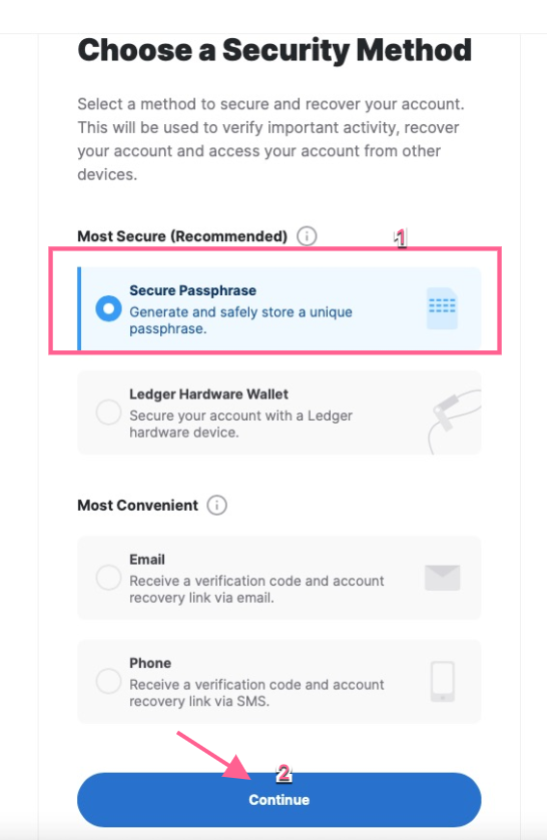 Choose a Security Method
Select a method to secure and recover your account.
This will be used to verify important activity, recover
your account and access your account from other
devices.
Most Secure (Recommended)
1
Secure Passphrase
Generate and safely store a unique
passphrase.
Ledger Hardware Wallet
Secure your account with a Ledger
hardware device.
Most Convenient
Email
Receive a verification code and account
recovery link via email.
Phone
Receive a verification code and account
recovery link via SMS.
2
Continue